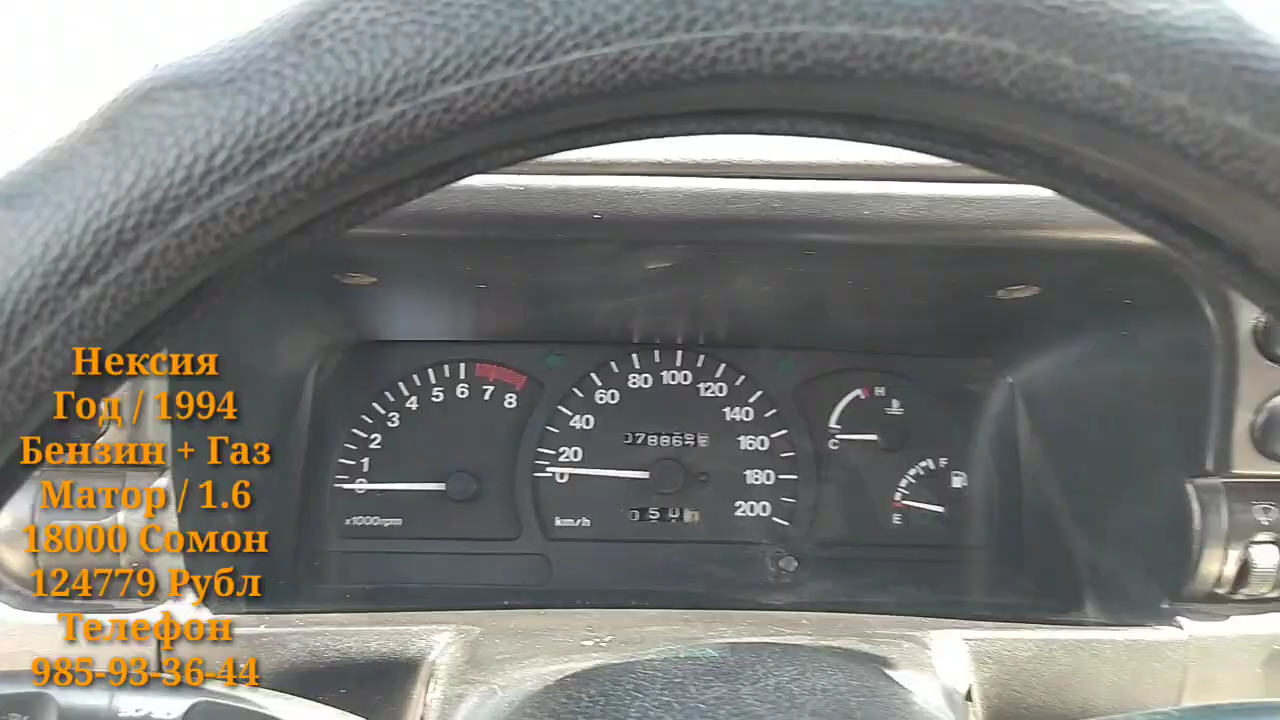 Нексия
Год / 1994
Бензин + Газ
Матор / 1.6
18000 Сомон
124779 Рубл
Телефон
985-93-36-44
0 1 2 3 4 5 6 7 8
x1000rpm
0 20 40 60 80 100 120 140 160 180 200
km/h
H
C
F
E